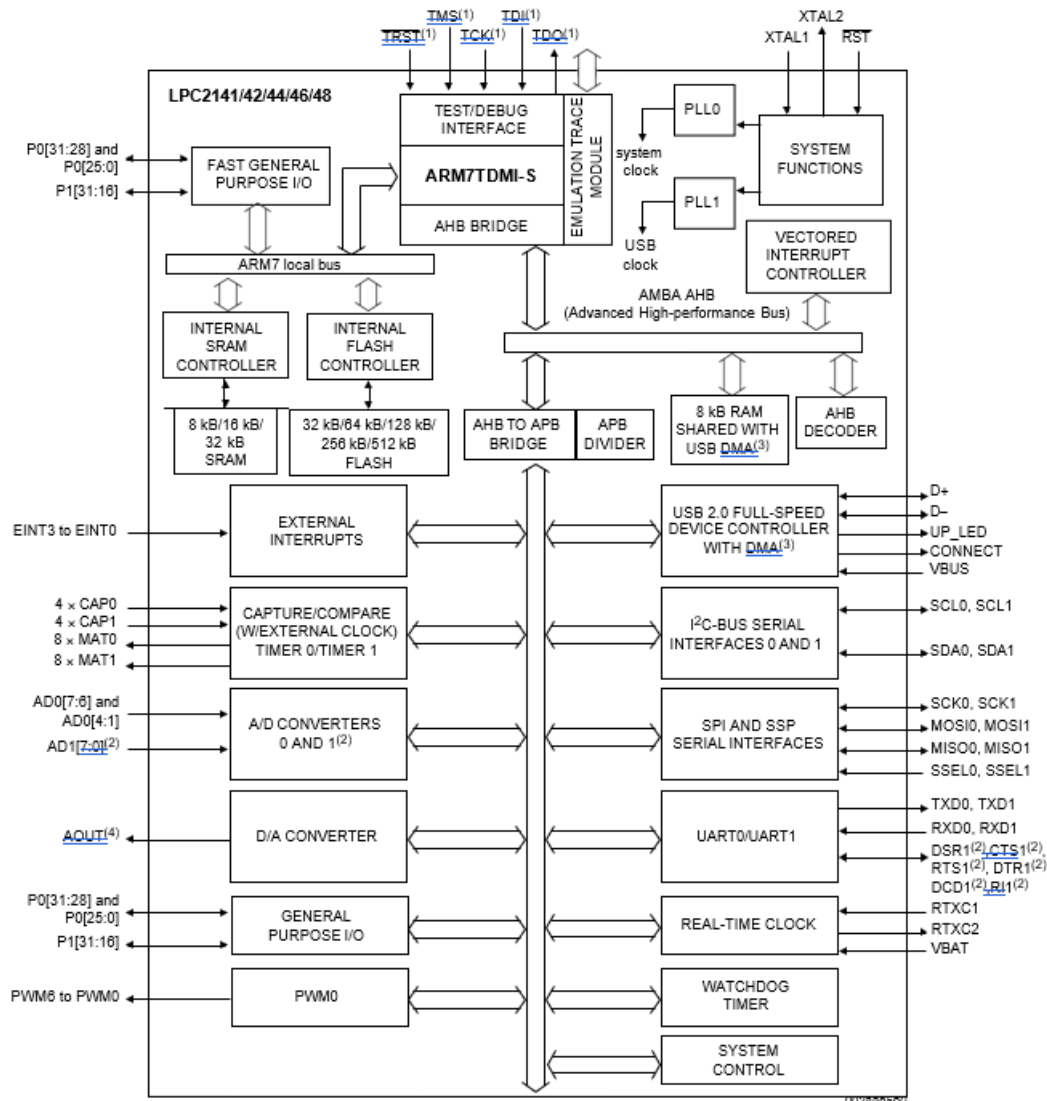 TMS(1) TDI(1)
TRST(1) TCK(1) TDO(1)
XTAL2
XTAL1 RST
LPC2141/42/44/46/48
TEST/DEBUG
INTERFACE
ARM7TDMI-S
AHB BRIDGE
EMULATION TRACE
MODULE
PLL0
system
clock
PLL1
USB
clock
SYSTEM
FUNCTIONS
P0[31:28] and
P0[25:0]
P1[31:16]
FAST GENERAL
PURPOSE I/O
ARM7 local bus
VECTORED
INTERRUPT
CONTROLLER
AMBA AHB
(Advanced High-performance Bus)
INTERNAL
SRAM
CONTROLLER
INTERNAL
FLASH
CONTROLLER
8 kB/16 kB/
32 kB
SRAM
32 kB/64 kB/128 kB/
256 kB/512 kB
FLASH
AHB TO APB
BRIDGE
APB
DIVIDER
8 kB RAM
SHARED WITH
USB DMA(3)
AHB
DECODER
EINT3 to EINT0
EXTERNAL
INTERRUPTS
USB 2.0 FULL-SPEED
DEVICE CONTROLLER
WITH DMA(3)
D+
D−
UP_LED
CONNECT
VBUS
4 × CAP0
4 × CAP1
8 × MAT0
8 × MAT1
CAPTURE/COMPARE
(W/EXTERNAL CLOCK)
TIMER 0/TIMER 1
I2C-BUS SERIAL
INTERFACES 0 AND 1
SCL0, SCL1
SDA0, SDA1
AD0[7:6] and
AD0[4:1]
AD1[7:0](2)
A/D CONVERTERS
0 AND 1(2)
SPI AND SSP
SERIAL INTERFACES
SCK0, SCK1
MOSI0, MOSI1
MISO0, MISO1
SSEL0, SSEL1
AOUT(4)
D/A CONVERTER
UART0/UART1
TXD0, TXD1
RXD0, RXD1
DSR1(2),CTS1(2),
RTS1(2), DTR1(2)
DCD1(2),RI1(2)
P0[31:28] and
P0[25:0]
P1[31:16]
GENERAL
PURPOSE I/O
REAL-TIME CLOCK
RTXC1
RTXC2
VBAT
PWM6 to PWM0
PWM0
WATCHDOG
TIMER
SYSTEM
CONTROL